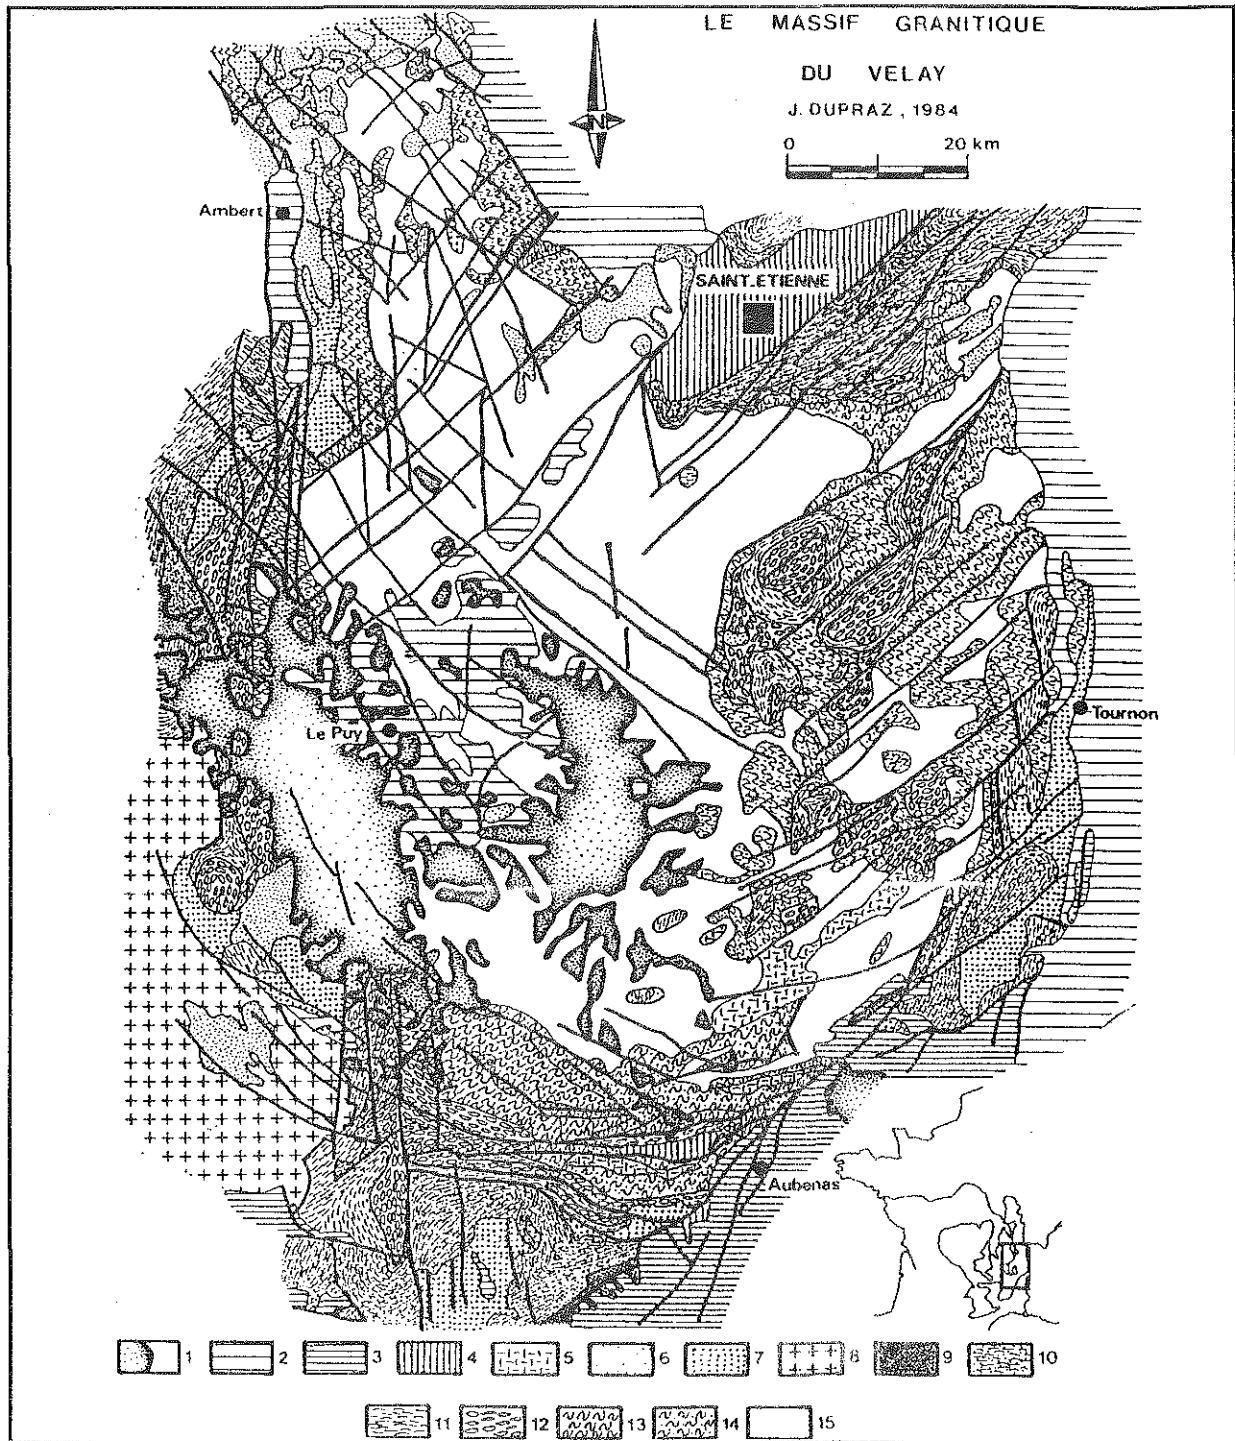 LE MASSIF GRANITIQUE
DU VELAY
J. DUPRAZ, 1984
0 20 km
N
Ambert
SAINT-ETIENNE
Le Puy
Tournon
Aubenas
1 2 3 4 5 6 7 8 9 10
11 12 13 14 15